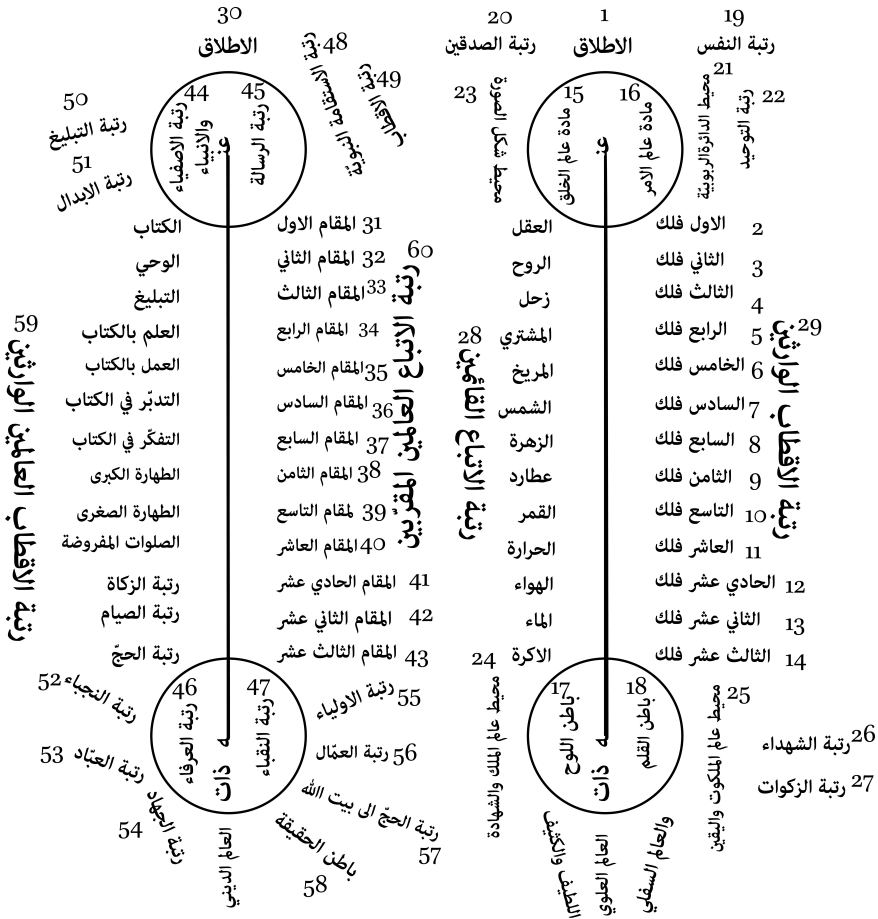 1
الاطلاق
19
رتبة النفس
20
رتبة الصدقين
21
محيط الدائرة الربوبيّة
22
رتبة التوحيد
23
محيط شكل الصورة
15
مادة عالم الخلق
16
مادة عالم الامر
عن
2 الاول فلك
العقل
3 الثاني فلك
الروح
4 الثالث فلك
زحل
5 الرابع فلك
المشتري
6 الخامس فلك
المريخ
7 السادس فلك
الشمس
8 السابع فلك
الزهرة
9 الثامن فلك
عطارد
10 التاسع فلك
القمر
11 العاشر فلك
الحرارة
12 الحادي عشر فلك
الهواء
13 الثاني عشر فلك
الماء
14 الثالث عشر فلك
الاكرة
29
رتبة الاقطاب الوارثين
28
رتبة الاتباع القائمين
17
باطن اللوح
18
باطن القلم
ه ذات
24
محيط عالم الملك والشهادة
25
محيط عالم الملكوت واليقين
26 رتبة الشهداء
27 رتبة الزكوات
والعالم السفلي
العالم العلوي
اللطيف والكثيف
30
الاطلاق
48
رتبة الاستقامة النبوية
49
رتبة الاقطاب
50
رتبة التبليغ
51
رتبة الابدال
44
رتبة الاصفياء
والانبياء
45
رتبة الرسالة
عن
31 المقام الاول
الكتاب
32 المقام الثاني
الوحي
33 المقام الثالث
التبليغ
34 المقام الرابع
العلم بالكتاب
35 المقام الخامس
العمل بالكتاب
36 المقام السادس
التدبّر في الكتاب
37 المقام السابع
التفكّر في الكتاب
38 المقام الثامن
الطهارة الكبرى
39 لمقام التاسع
الطهارة الصغرى
40 المقام العاشر
الصلوات المفروضة
41 المقام الحادي عشر
رتبة الزكاة
42 المقام الثاني عشر
رتبة الصيام
43 المقام الثالث عشر
رتبة الحجّ
60
رتبة الاتباع العالمين المقرّبين
59
رتبة الاقطاب العالمين الوارثين
46
رتبة العرفاء
47
رتبة النقباء
ه ذات
52
رتبة النجباء
53
رتبة العبّاد
54
رتبة الجهاد
55
رتبة الاولياء
56 رتبة العمّال
57
رتبة الحجّ الى بيت الله
58
باطن الحقيقة
العالم الديني